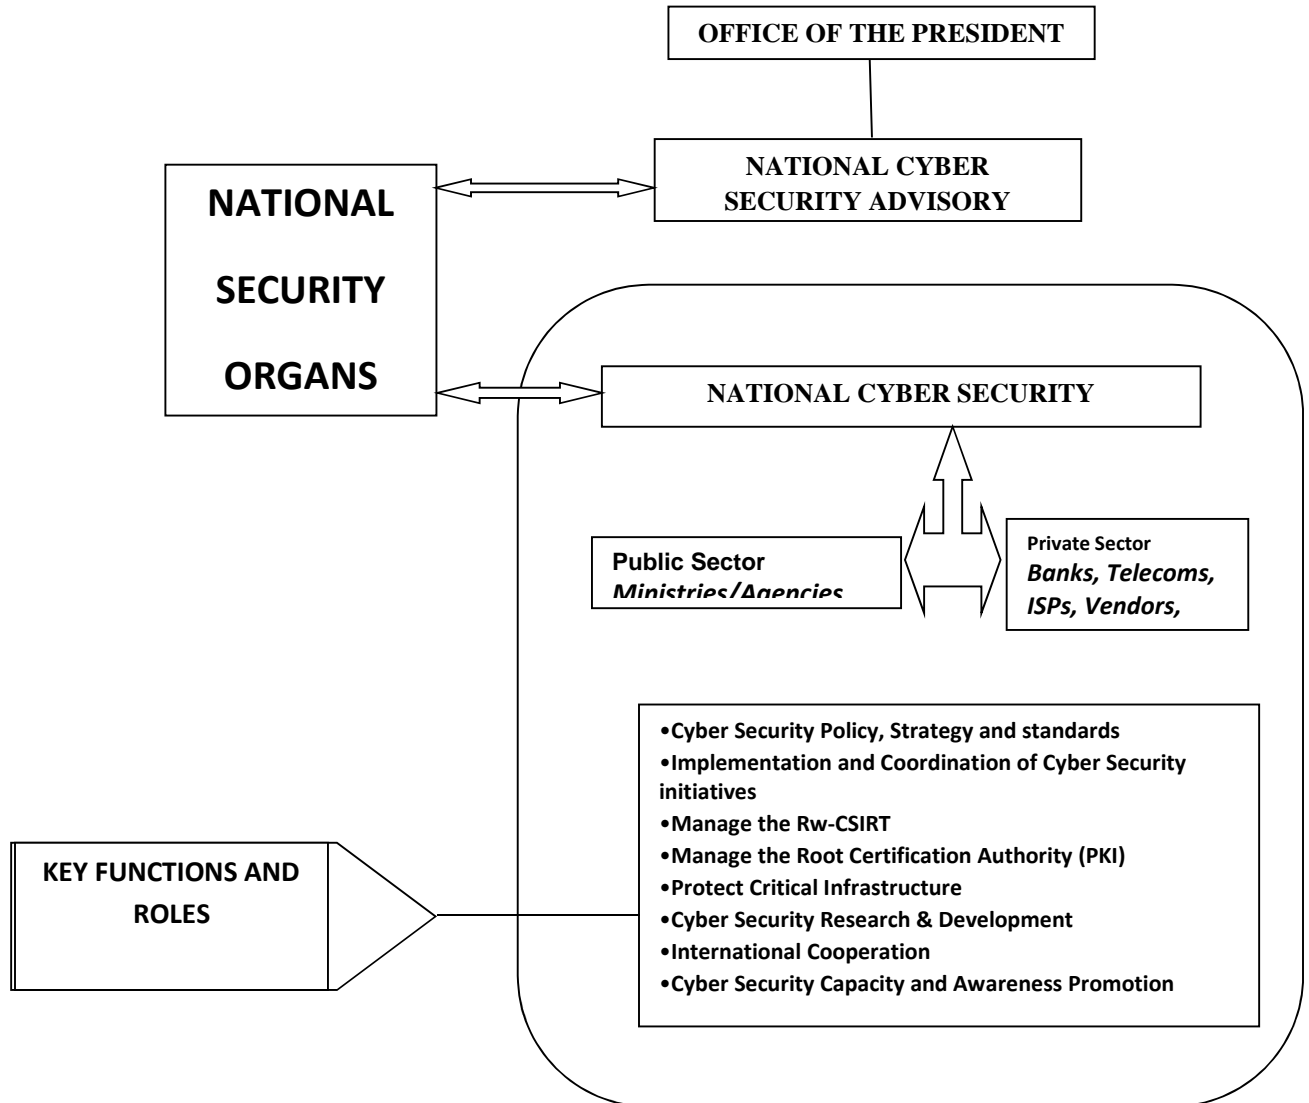 OFFICE OF THE PRESIDENT
NATIONAL CYBER
SECURITY ADVISORY
NATIONAL
SECURITY
ORGANS
NATIONAL CYBER SECURITY
Public Sector
Ministries/Agencies
Private Sector
Banks, Telecoms,
ISPs, Vendors,
•Cyber Security Policy, Strategy and standards
•Implementation and Coordination of Cyber Security
initiatives
•Manage the Rw-CSIRT
•Manage the Root Certification Authority (PKI)
•Protect Critical Infrastructure
•Cyber Security Research & Development
•International Cooperation
•Cyber Security Capacity and Awareness Promotion
KEY FUNCTIONS AND
ROLES